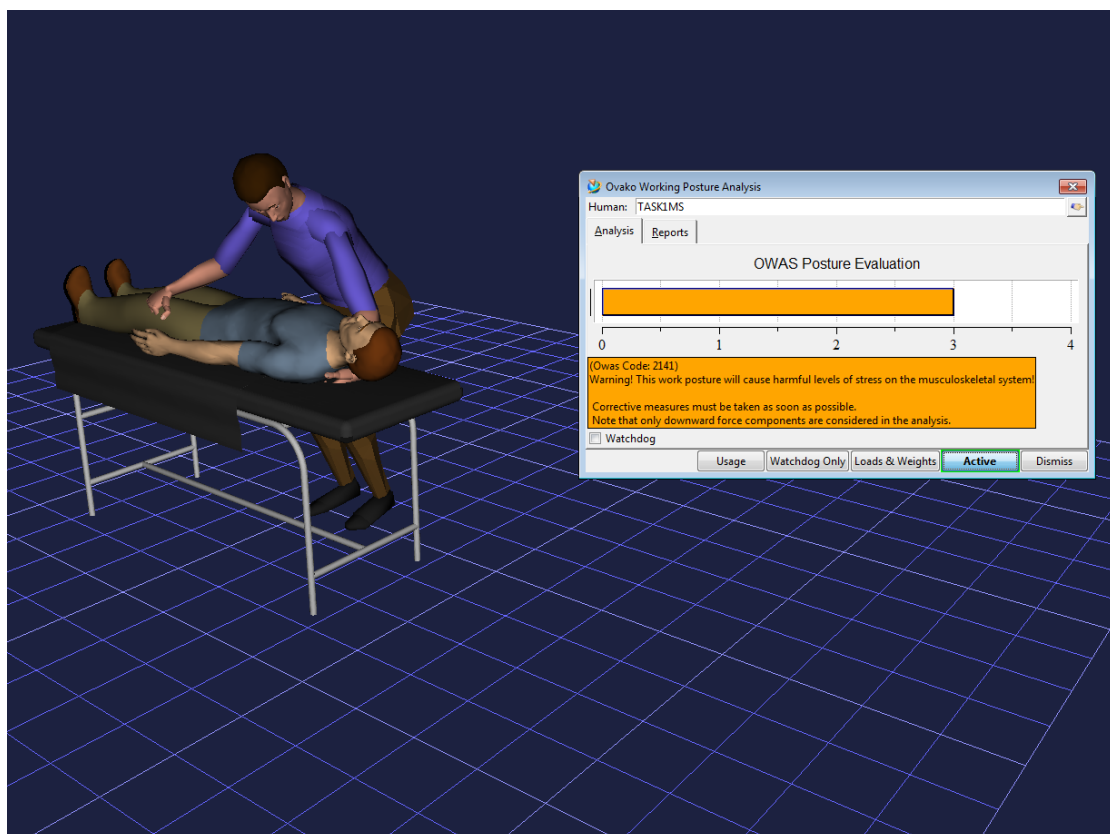 Ovako Working Posture Analysis
Human: TASK1MS
Analysis Reports
OWAS Posture Evaluation
0 1 2 3 4
(Owas Code: 2141)
Warning! This work posture will cause harmful levels of stress on the musculoskeletal system!
Corrective measures must be taken as soon as possible.
Note that only downward force components are considered in the analysis.
Watchdog
Usage Watchdog Only Loads & Weights Active Dismiss